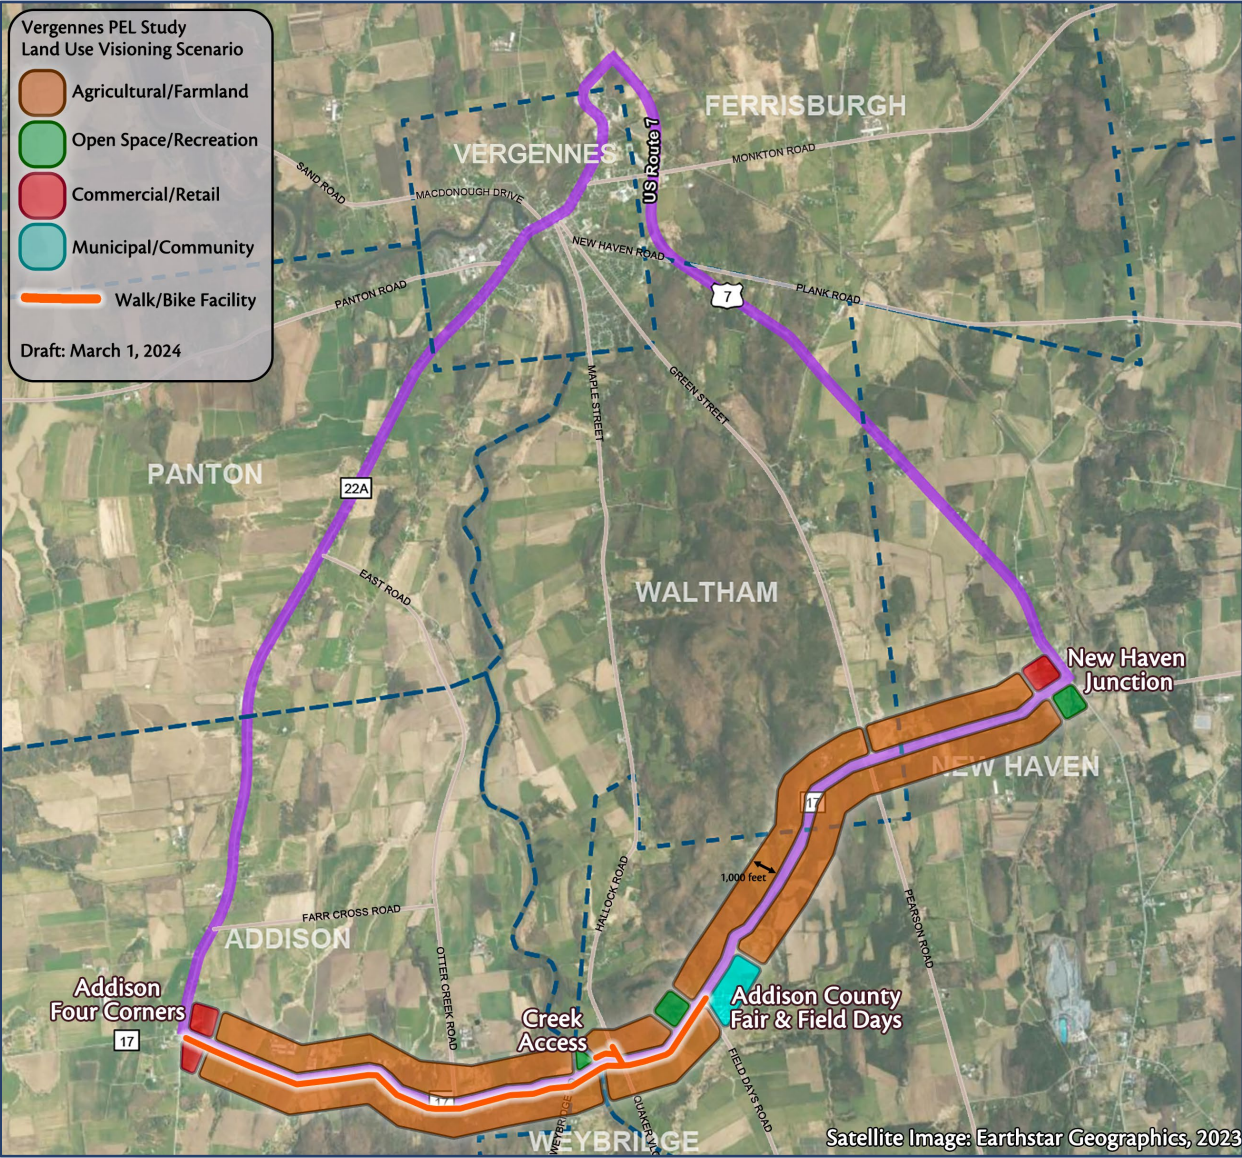 Vergennes PEL Study
Land Use Visioning Scenario
Agricultural/Farmland
Open Space/Recreation
Commercial/Retail
Municipal/Community
Walk/Bike Facility
Draft: March 1, 2024
FERRISBURGH
VERGENNES
US Route 7
MONKTON ROAD
SAND ROAD
MACDONOUGH DRIVE
NEW HAVEN ROAD
PANTON ROAD
7
PLANK ROAD
MAPLE STREET
GREEN STREET
PANTON
22A
EAST ROAD
WALTHAM
New Haven
Junction
NEW HAVEN
17
1,000 feet
HALLOCK ROAD
PEARSON ROAD
FARR CROSS ROAD
ADDISON
OTTER CREEK ROAD
Addison
Four Corners
17
Creek
Access
Addison County
Fair & Field Days
17
FIELD DAYS ROAD
WEYBRIDGE
QUAKER
WEYBRIDGE
Satellite Image: Earthstar Geographics, 2023